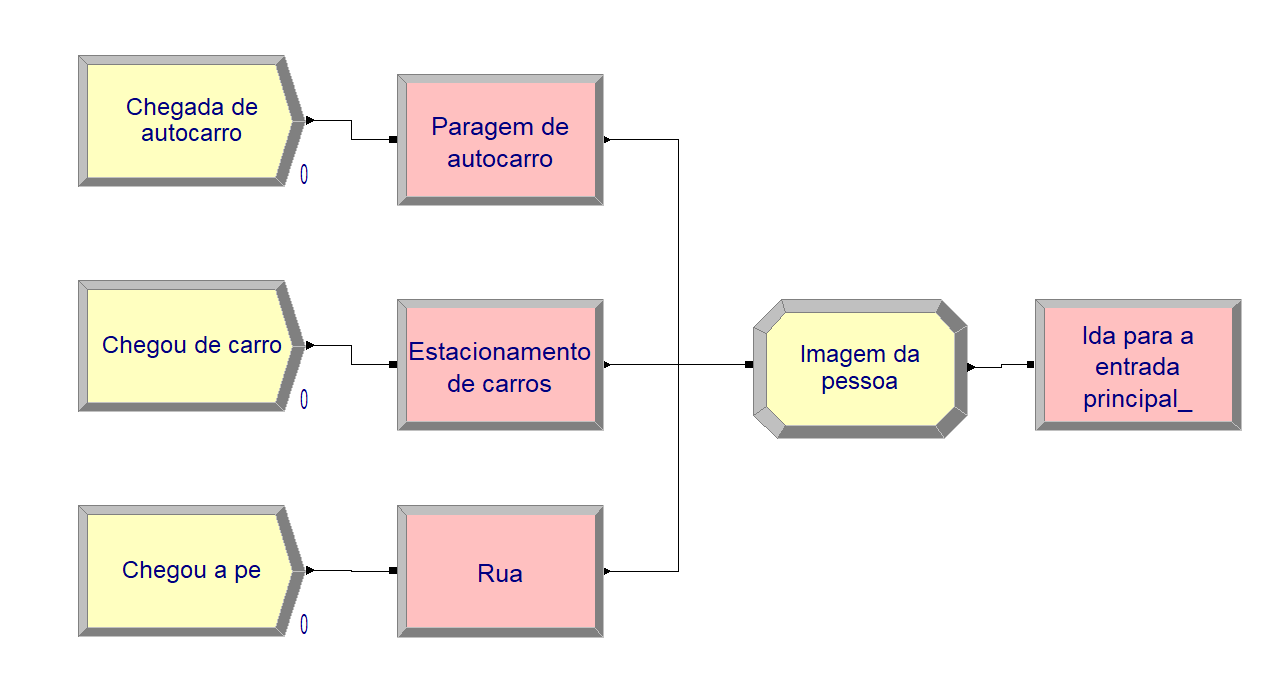 Chegada de
autocarro
0
Paragem de
autocarro
Chegou de carro
0
Estacionamento
de carros
Imagem da
pessoa
Ida para a
entrada
principal_
Chegou a pe
0
Rua